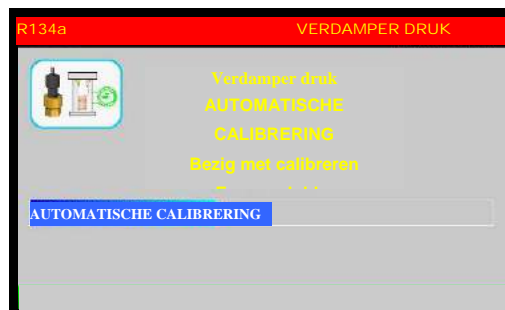 R134a VERDAMPER DRUK
Verdamper druk
AUTOMATISCHE
CALIBRERING
Bezig met calibreren
AUTOMATISCHE CALIBRERING